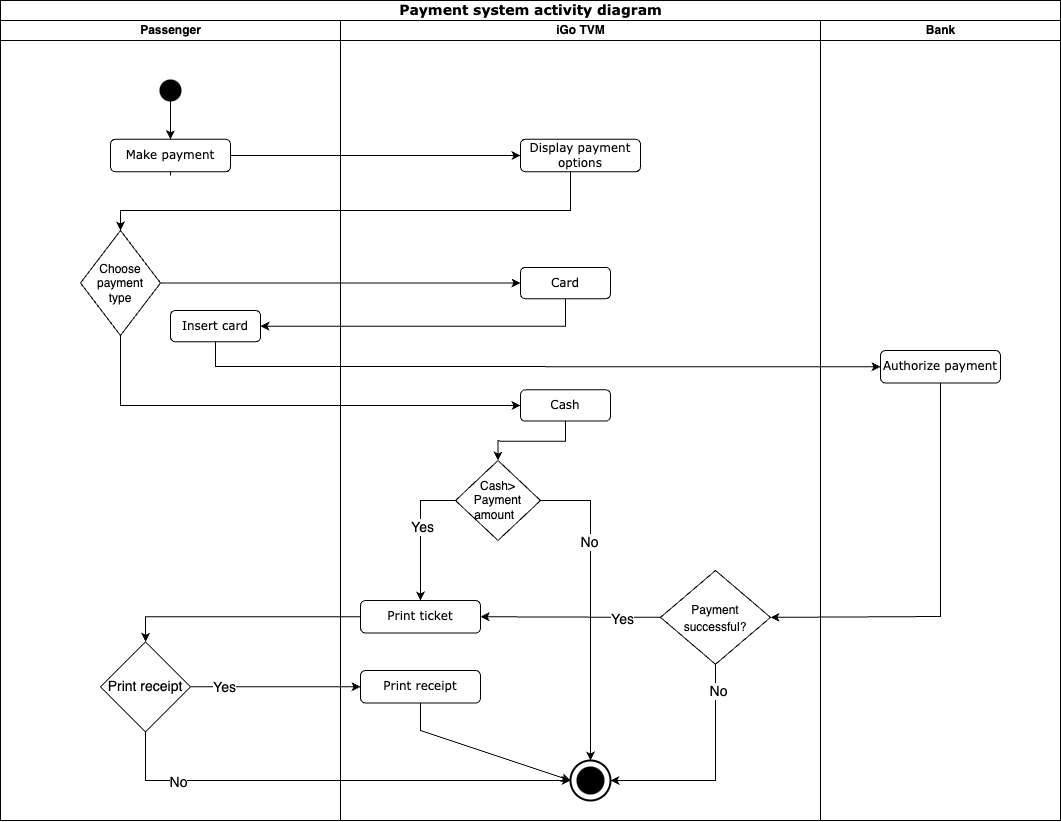 Payment system activity diagram
Passenger
iGo TVM
Bank
Make payment
Display payment
options
Choose
payment
type
Card
Insert card
Authorize payment
Cash
Cash>
Payment
amount
Yes
No
Payment
successful?
Yes
Print ticket
Print receipt
Yes
Print receipt
No
No